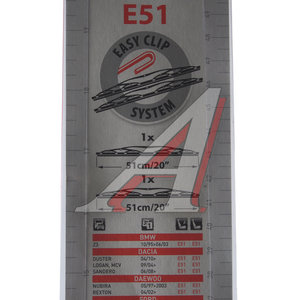 E51
EASY CLIP
SYSTEM
1x
51cm/20"
1x
51cm/20"
BMW
Z3 10/95>06/03 E51 E51
DACIA
DUSTER 04/10> E51 E51
LOGAN, MCV 09/04> E51 E51
SANDERO 06/08> E51 E51
DAEWOO
NUBIRA 05/97>2003 E51 E51
REXTON 04/02> E51 E51
FORD